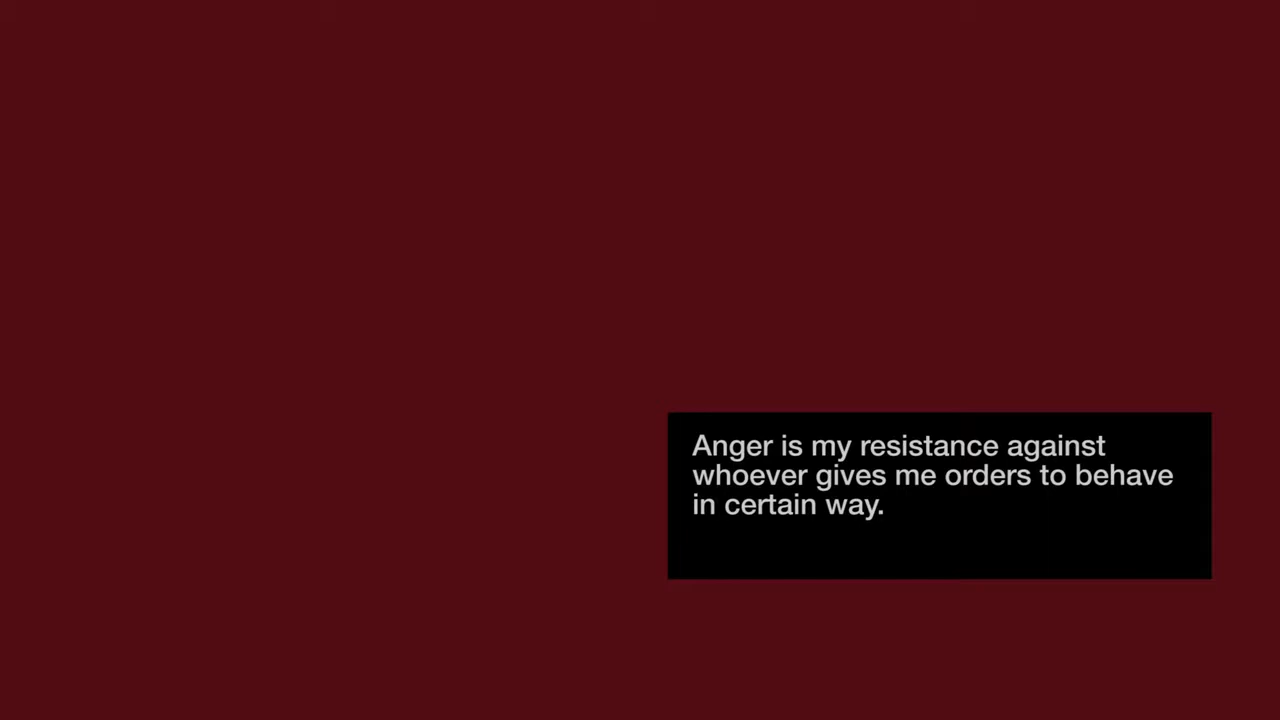 Anger is my resistance against
whoever gives me orders to behave
in certain way.